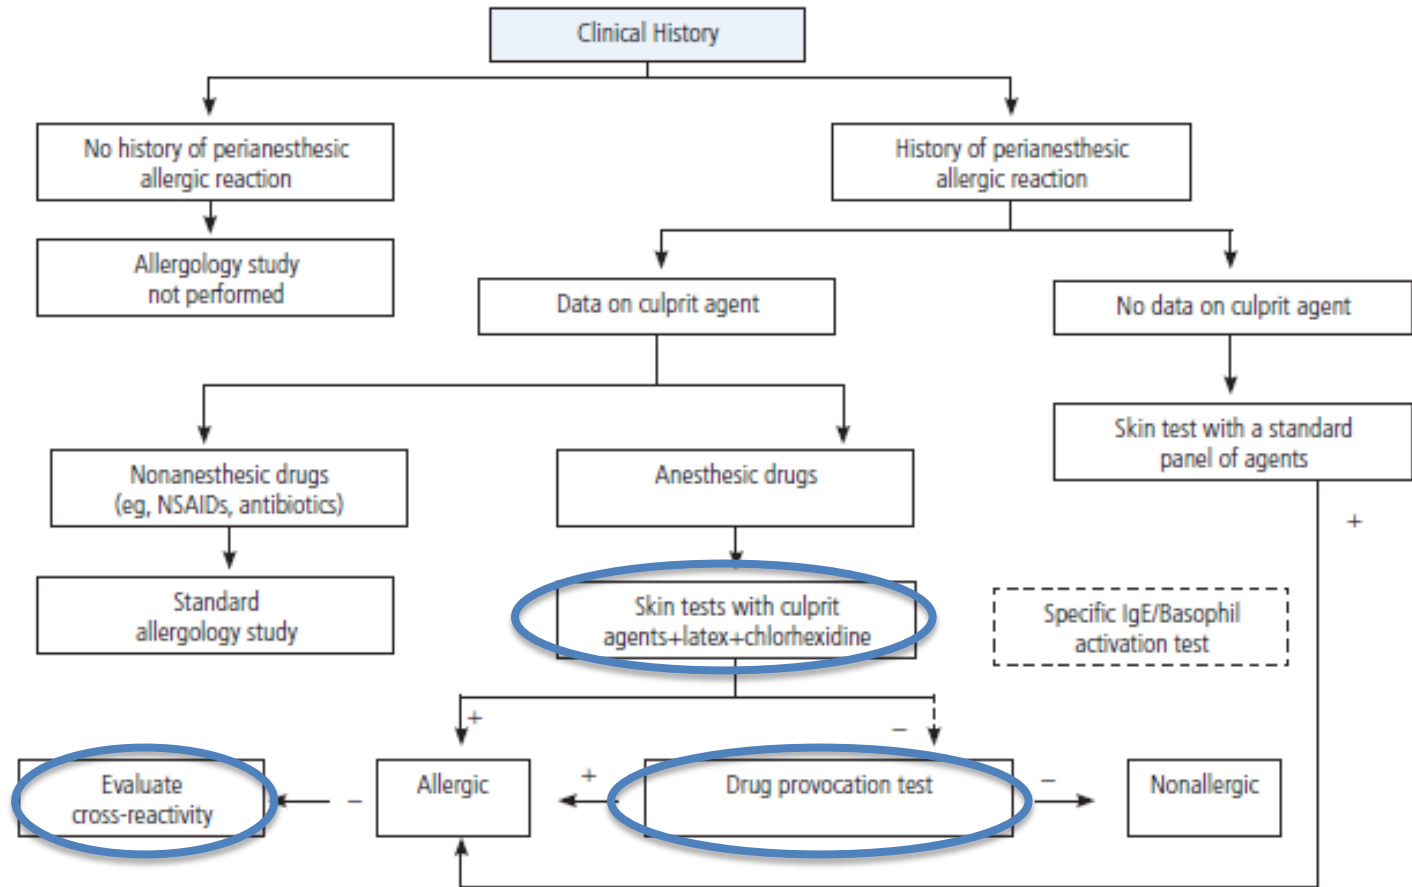 Clinical History
No history of perianesthesic
allergic reaction
History of perianesthesic
allergic reaction
Allergology study
not performed
Data on culprit agent
No data on culprit agent
Nonanesthesic drugs
(eg, NSAIDs, antibiotics)
Anesthesic drugs
Skin test with a standard
panel of agents
+
Standard
allergology study
Skin tests with culprit
agents+latex+chlorhexidine
Specific IgE/Basophil
activation test
+
–
Evaluate
cross-reactivity
–
Allergic
+
Drug provocation test
–
Nonallergic